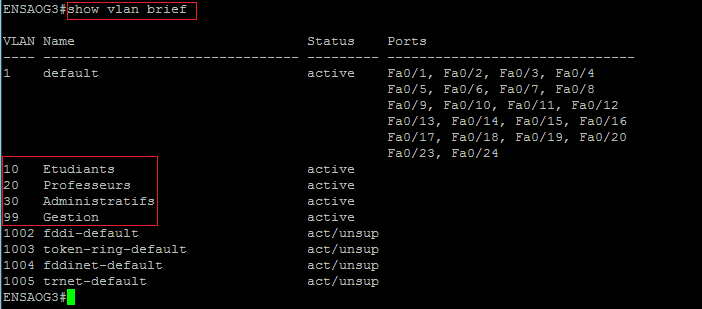 ENSAOG3#show vlan brief
VLAN Name                             Status    Ports
---- -------------------------------- --------- -------------------------------
1    default                          active    Fa0/1, Fa0/2, Fa0/3, Fa0/4
                                                Fa0/5, Fa0/6, Fa0/7, Fa0/8
                                                Fa0/9, Fa0/10, Fa0/11, Fa0/12
                                                Fa0/13, Fa0/14, Fa0/15, Fa0/16
                                                Fa0/17, Fa0/18, Fa0/19, Fa0/20
                                                Fa0/23, Fa0/24
10   Etudiants                        active
20   Professeurs                      active
30   Administratifs                   active
99   Gestion                          active
1002 fddi-default                     act/unsup
1003 token-ring-default               act/unsup
1004 fddinet-default                  act/unsup
1005 trnet-default                    act/unsup
ENSAOG3#